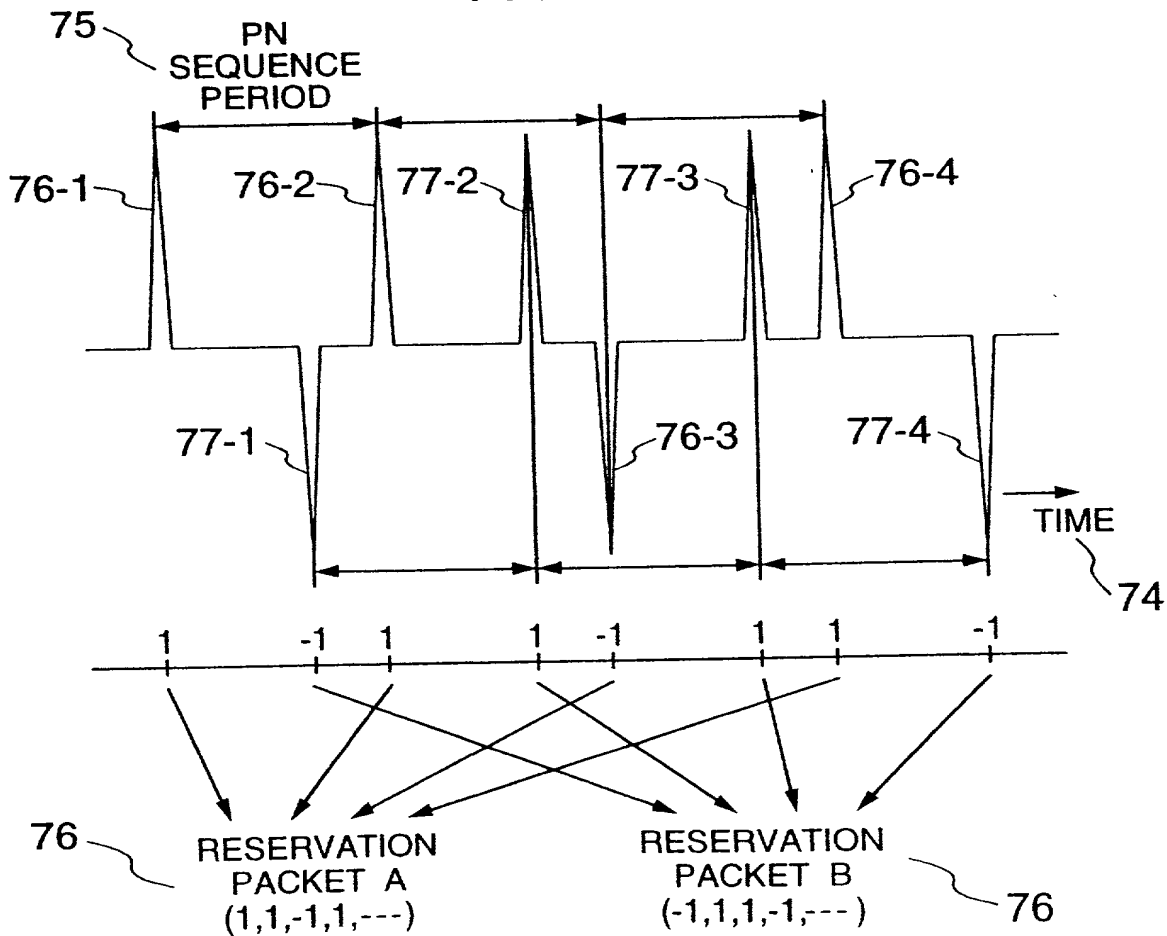 75
PN
SEQUENCE
PERIOD
76-1
76-2
77-2
77-3
76-4
77-1
76-3
77-4
TIME
74
1 -1 1 1 -1 1 1 -1
76
RESERVATION
PACKET A
(1,1,-1,1,---)
RESERVATION
PACKET B
(-1,1,1,-1,---)
76